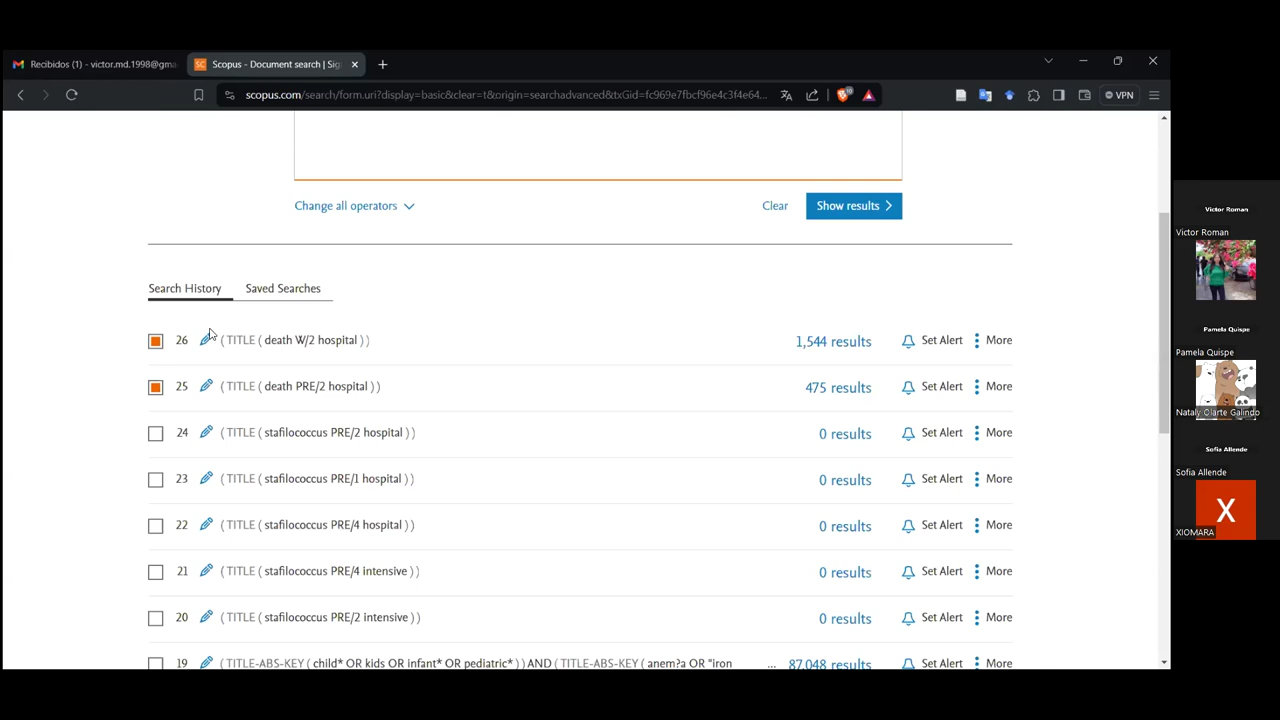 Recibidos (1) - victor.md.1998@gma
Scopus - Document search | Sig
scopus.com/search/form.uri?display=basic&clear=t&origin=searchadvanced&txGid=fc969e7fbcf96e4c3f4e64...
VPN
Change all operators
Clear
Show results
Search History
Saved Searches
26 ( TITLE ( death W/2 hospital ) ) 1,544 results Set Alert More
25 ( TITLE ( death PRE/2 hospital ) ) 475 results Set Alert More
24 ( TITLE ( stafilococcus PRE/2 hospital ) ) 0 results Set Alert More
23 ( TITLE ( stafilococcus PRE/1 hospital ) ) 0 results Set Alert More
22 ( TITLE ( stafilococcus PRE/4 hospital ) ) 0 results Set Alert More
21 ( TITLE ( stafilococcus PRE/4 intensive ) ) 0 results Set Alert More
20 ( TITLE ( stafilococcus PRE/2 intensive ) ) 0 results Set Alert More
19 ( TITLE-ABS-KEY ( child* OR kids OR infant* OR pediatric* ) ) AND ( TITLE-ABS-KEY ( anem?a OR "iron ... 87,048 results Set Alert More
Victor Roman
Victor Roman
Pamela Quispe
Pamela Quispe
Nataly Olarte Galindo
Sofia Allende
Sofia Allende
X
XIOMARA